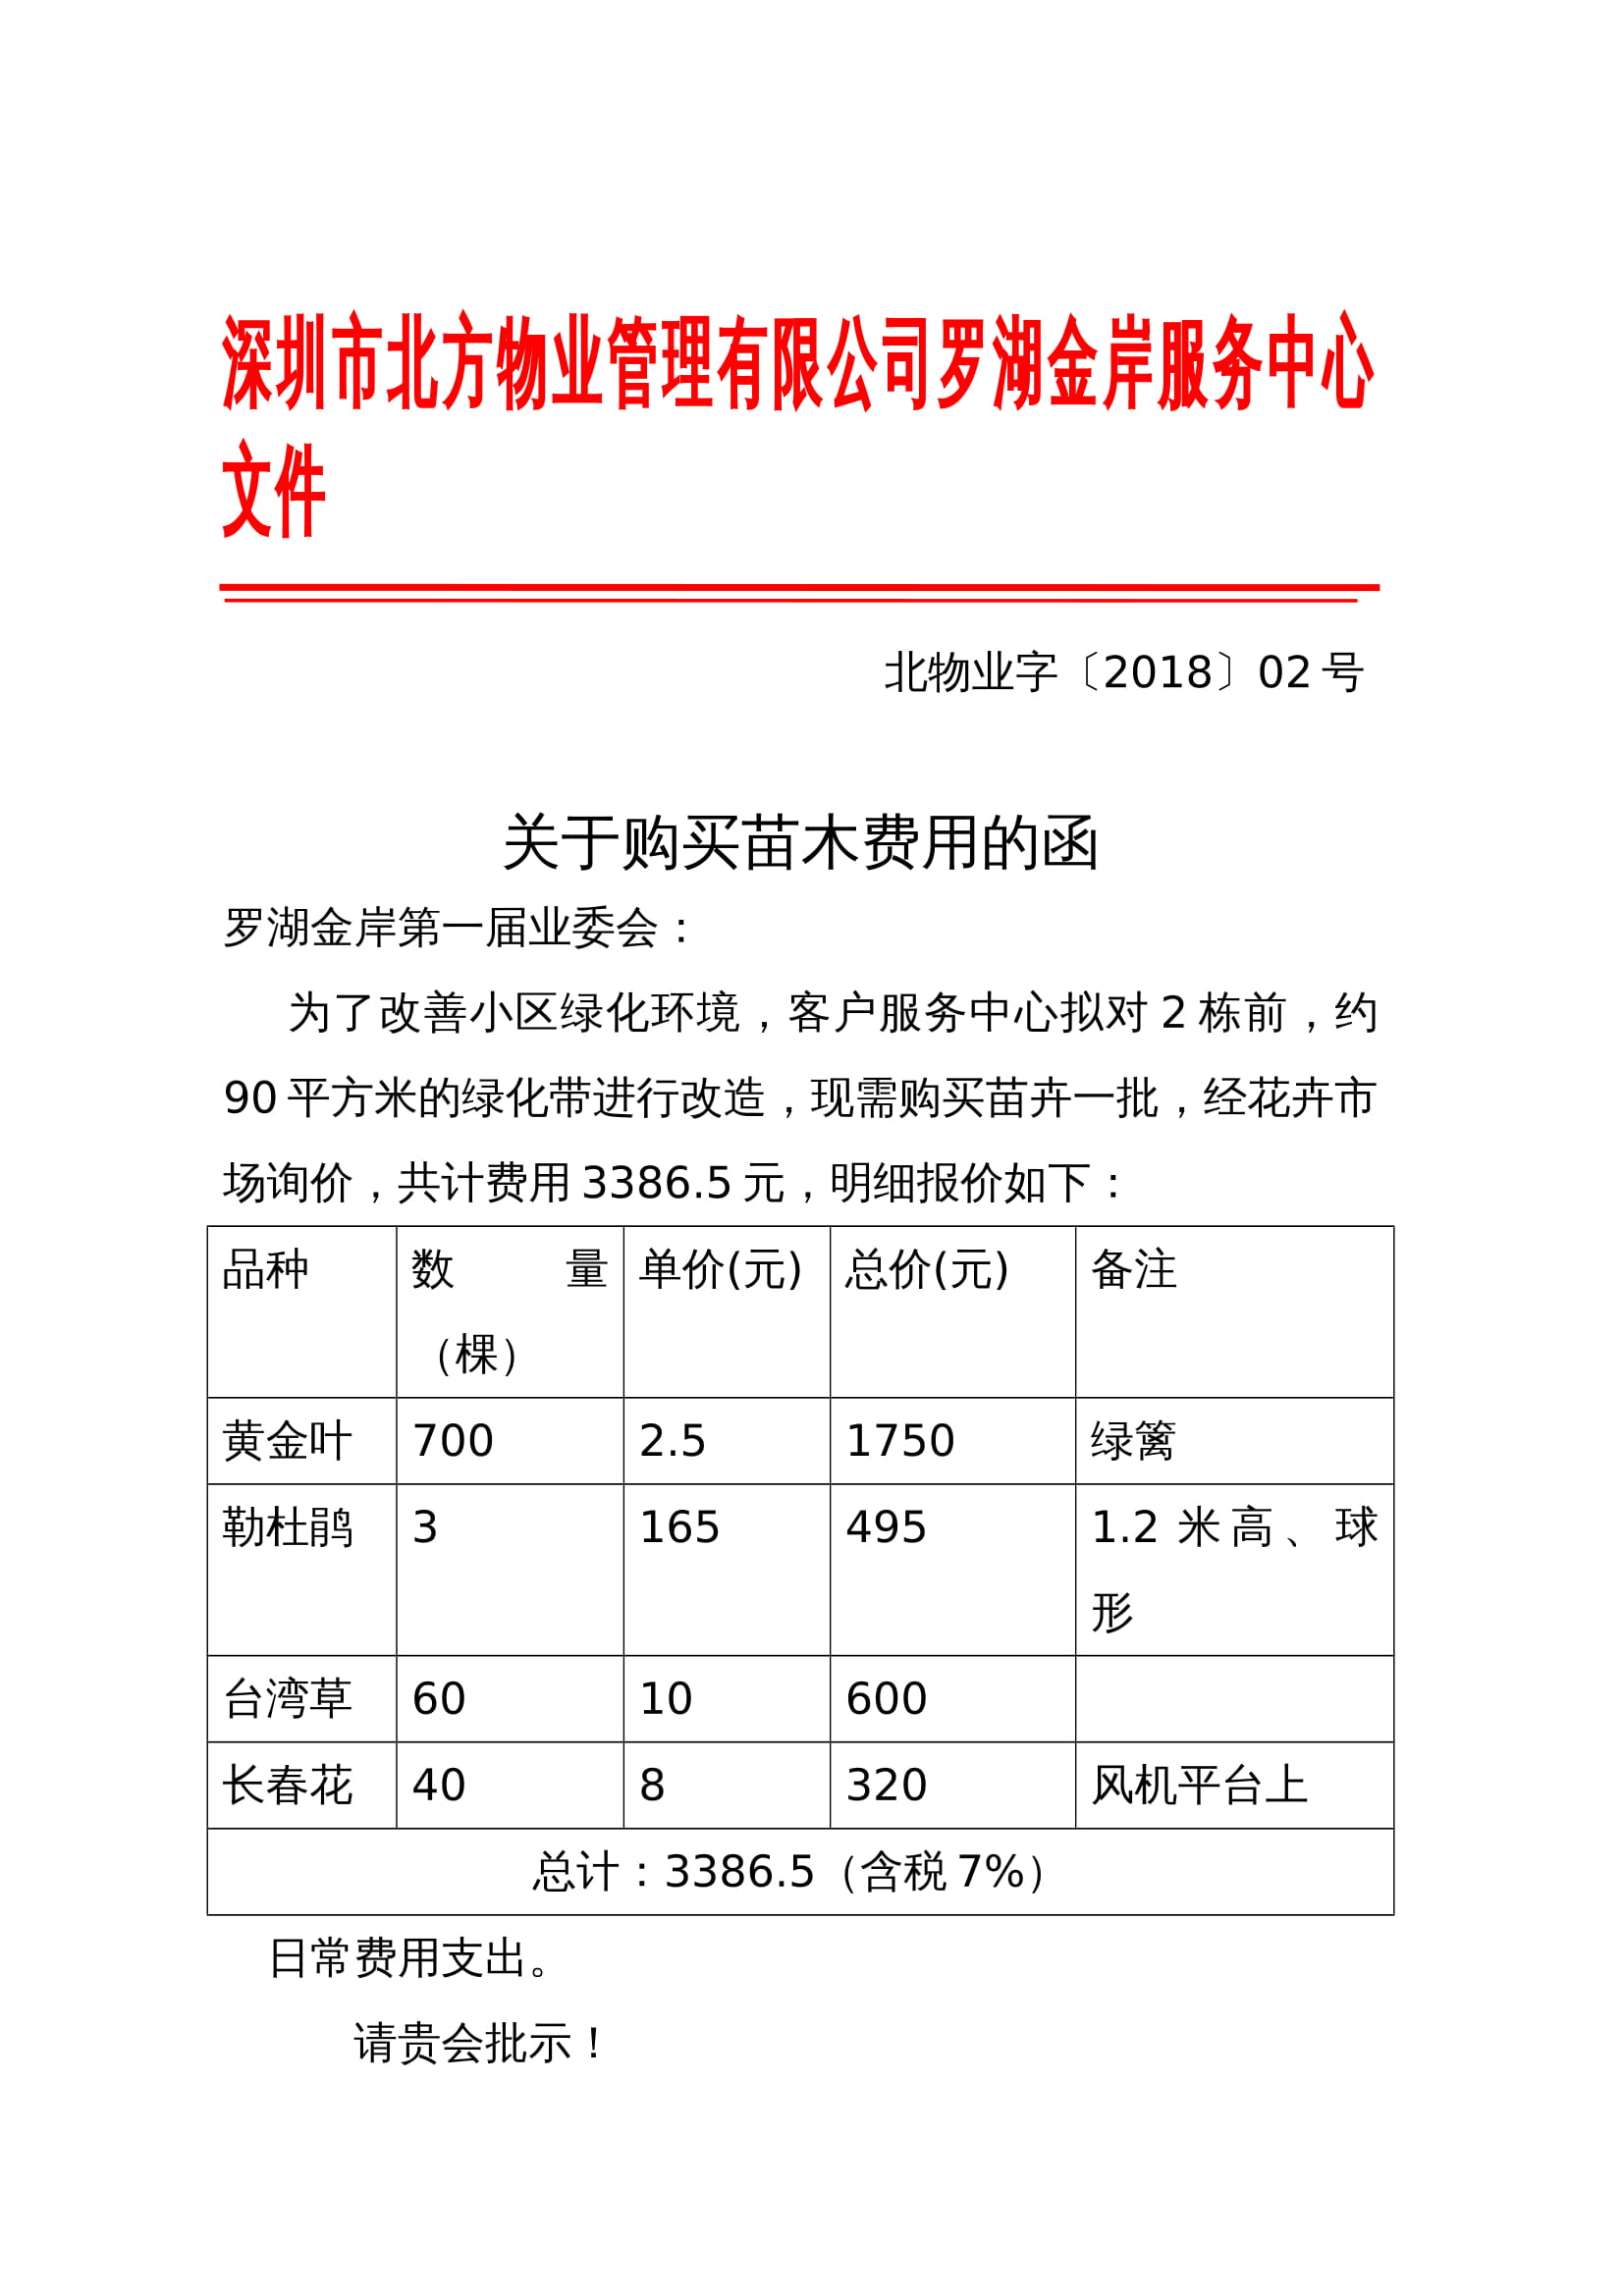 深圳市北方物业管理有限公司罗湖金岸服务中心
文件
北物业字〔2018〕02 号
关于购买苗木费用的函
罗湖金岸第一届业委会：
为了改善小区绿化环境，客户服务中心拟对 2 栋前，约
90 平方米的绿化带进行改造，现需购买苗卉一批，经花卉市
场询价，共计费用 3386.5 元，明细报价如下：
品种 数量 单价(元) 总价(元) 备注
（棵）
黄金叶 700 2.5 1750 绿篱
勒杜鹃 3 165 495 1.2 米高、球
形
台湾草 60 10 600
长春花 40 8 320 风机平台上
总计：3386.5（含税 7%）
日常费用支出。
请贵会批示！